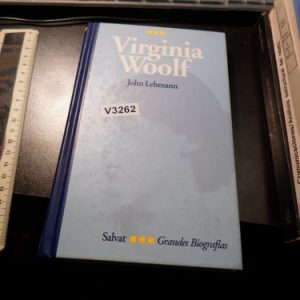 Virginia
Woolf
John Lehmann
V3262
Salvat Grandes Biografías